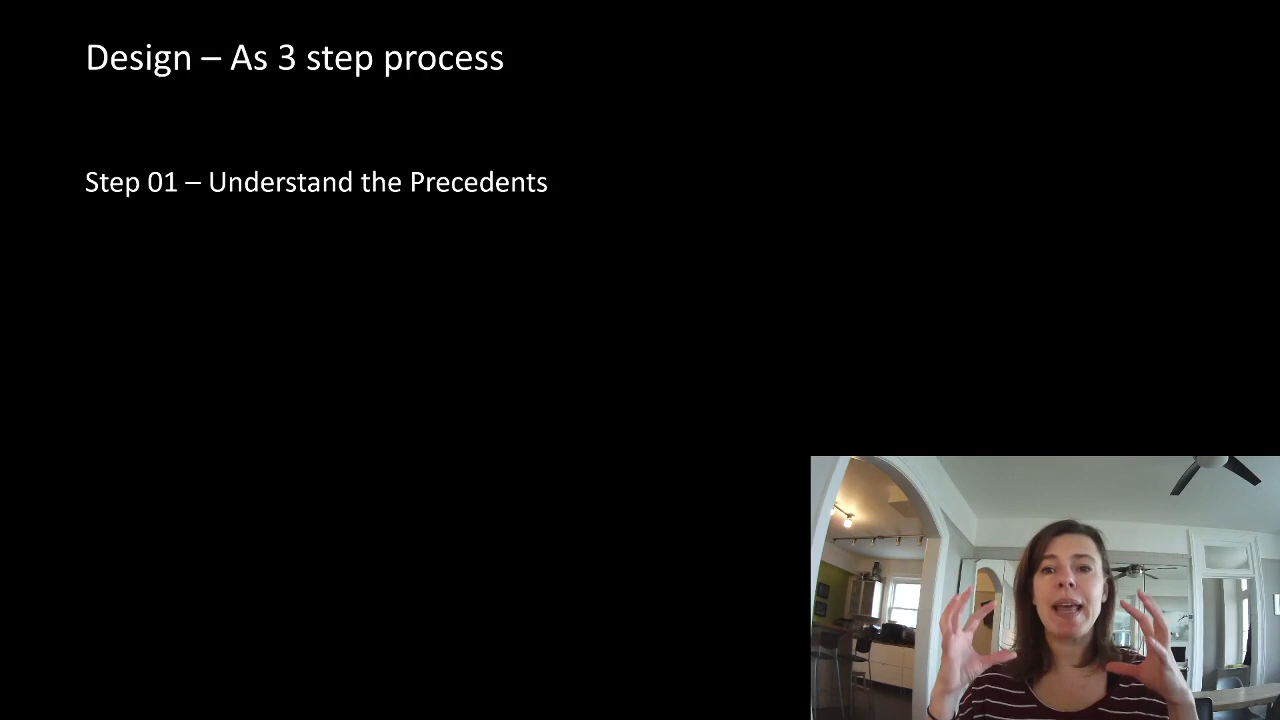 Design – As 3 step process
Step 01 – Understand the Precedents